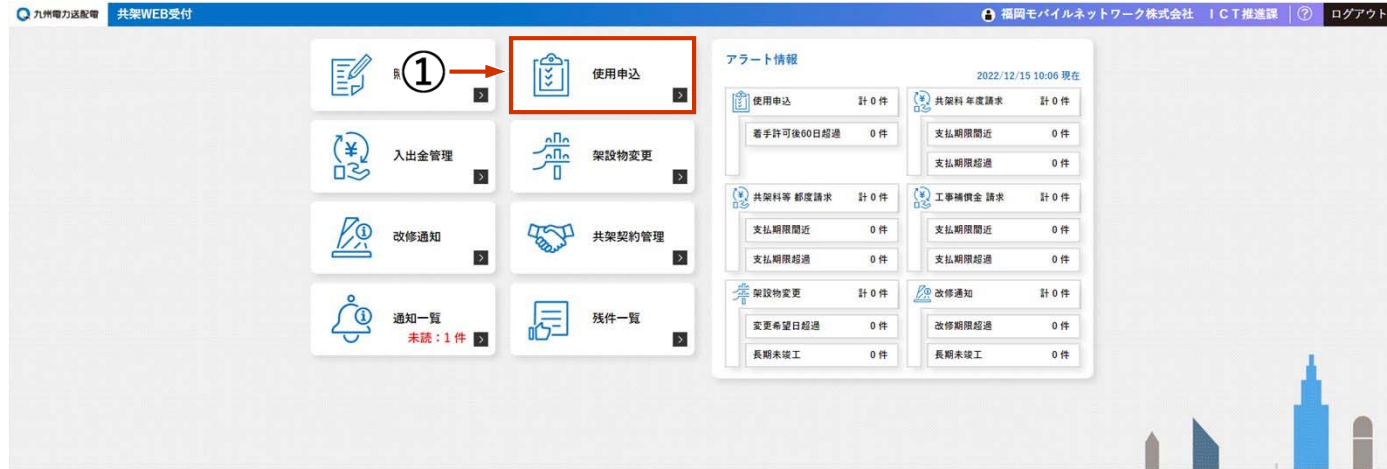 九州電力送配電 共架WEB受付 福岡モバイルネットワーク株式会社 ICT推進課 ? ログアウト
①
使用申込
入出金管理
架設物変更
改修通知
共架契約管理
通知一覧
未読：1 件
残件一覧
アラート情報
2022/12/15 10:06 現在
使用申込 計 0 件
着手許可後60日超過 0 件
共架料 年度請求 計 0 件
支払期限間近 0 件
支払期限超過 0 件
共架料等 都度請求 計 0 件
支払期限間近 0 件
支払期限超過 0 件
工事補償金 請求 計 0 件
支払期限間近 0 件
支払期限超過 0 件
架設物変更 計 0 件
変更希望日超過 0 件
長期未竣工 0 件
改修通知 計 0 件
改修期限超過 0 件
長期未竣工 0 件